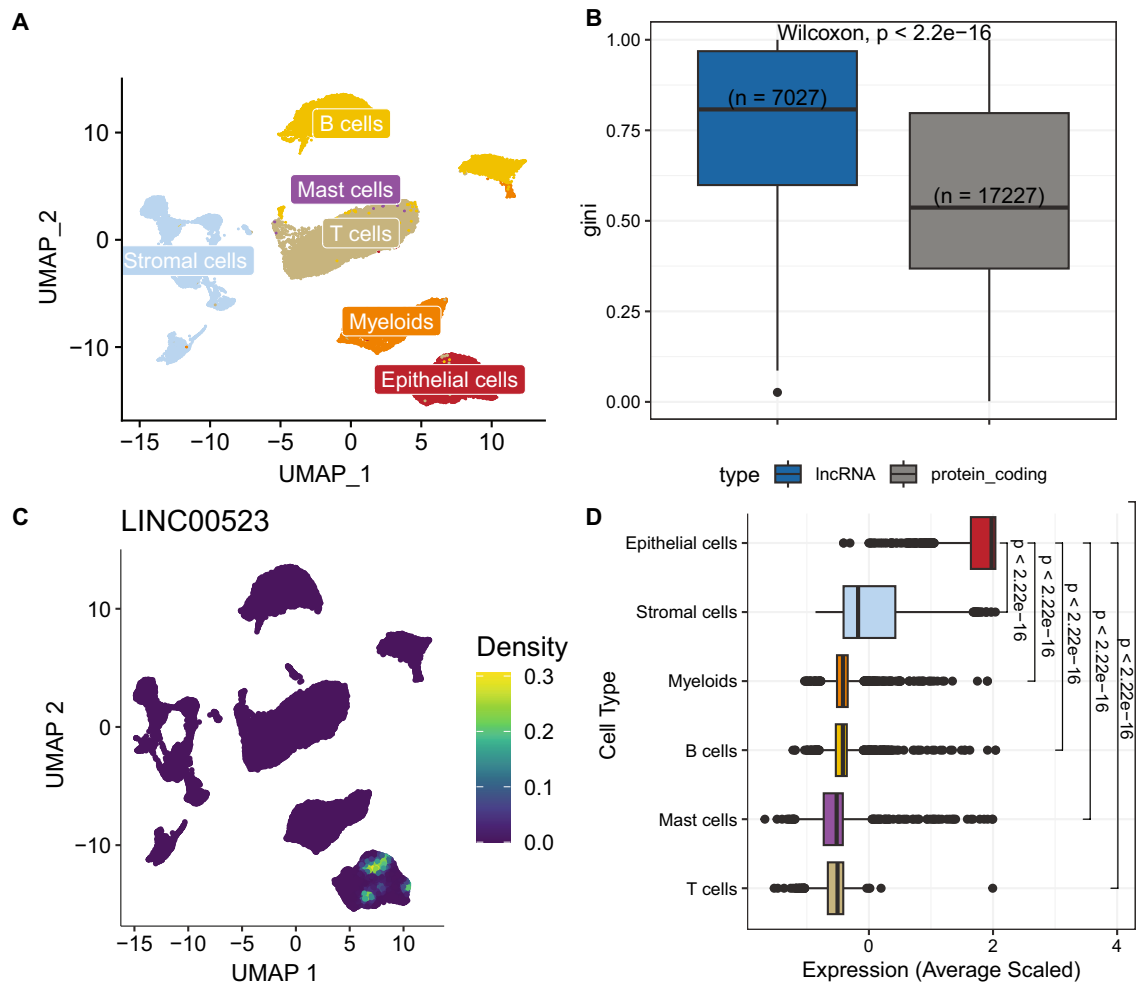 A
UMAP_2
10
0
−10
B cells
Mast cells
T cells
Stromal cells
Myeloids
Epithelial cells
−15
−10
−5
0
5
10
UMAP_1
B
gini
1.00
0.75
0.50
0.25
0.00
Wilcoxon, p < 2.2e−16
(n = 7027)
(n = 17227)
type
lncRNA
protein_coding
C
LINC00523
UMAP 2
10
0
−10
−15
−10
−5
0
5
10
UMAP 1
Density
0.3
0.2
0.1
0.0
D
Cell Type
Epithelial cells
Stromal cells
Myeloids
B cells
Mast cells
T cells
p < 2.22e−16
p < 2.22e−16
p < 2.22e−16
p < 2.22e−16
p < 2.22e−16
0
2
4
Expression (Average Scaled)